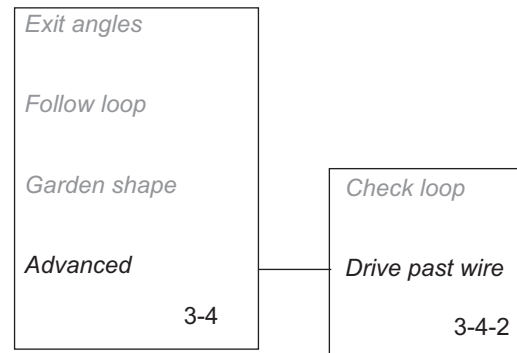 Exit angles
Follow loop
Garden shape
Advanced
3-4
Check loop
Drive past wire
3-4-2